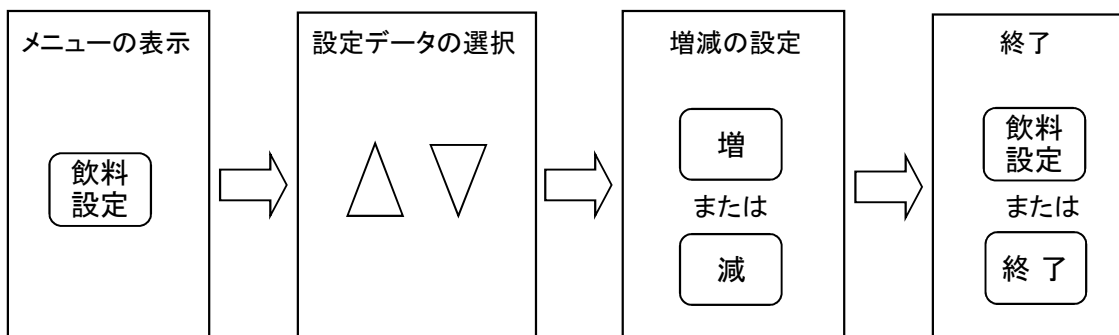 メニューの表示
飲料
設定
設定データの選択
増減の設定
増
または
減
終了
飲料
設定
または
終 了